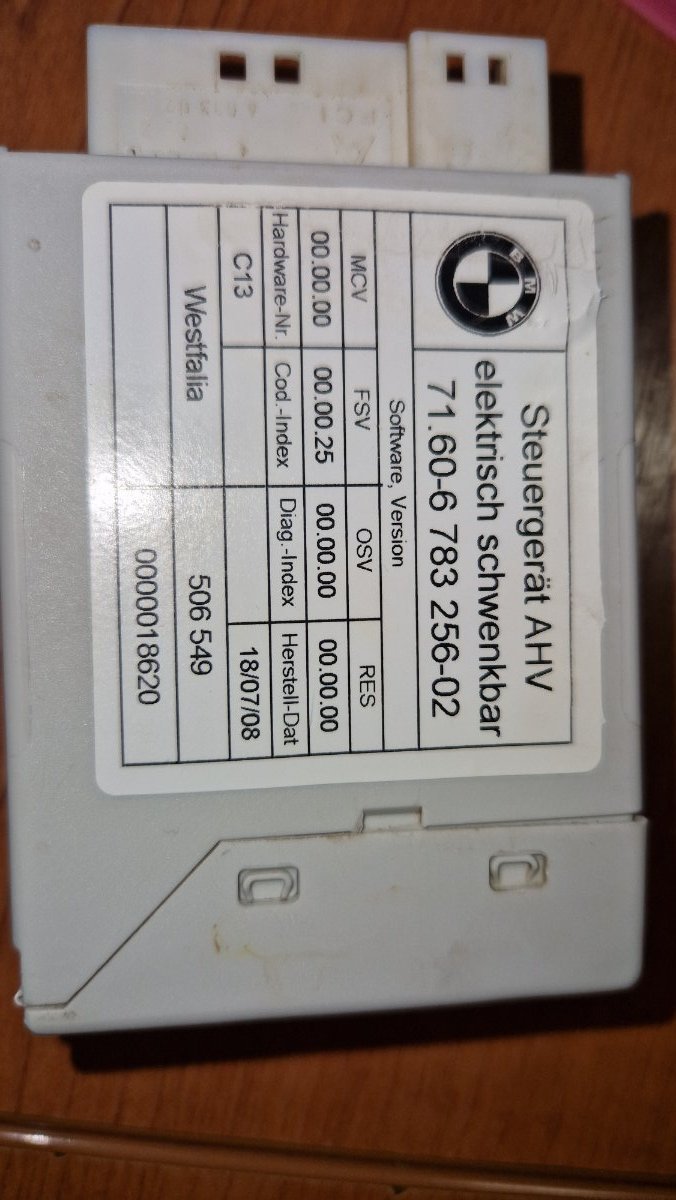 BMW
Steuergerät AHV
elektrisch schwenkbar
71.60-6 783 256-02
Software, Version
MCV FSV OSV RES
00.00.00 00.00.25 00.00.00 00.00.00
Hardware-Nr. Cod.-Index Diag.-Index Herstell-Dat
C13 18/07/08
Westfalia 506 549
0000018620